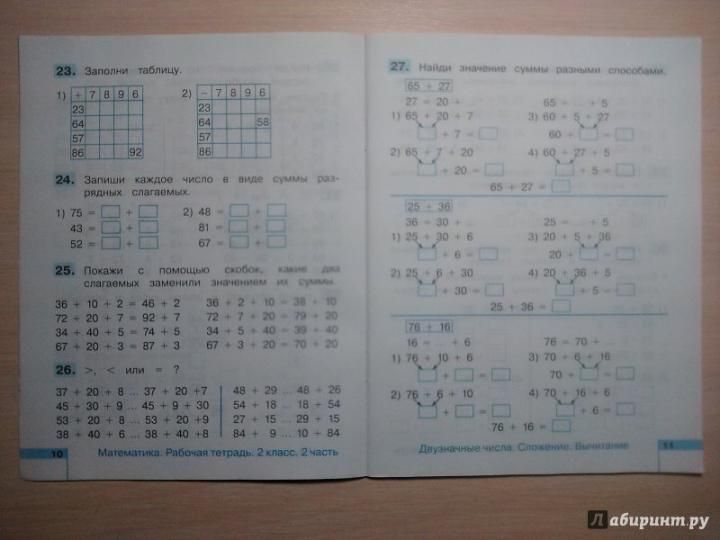 23. Заполни таблицу.
1) + 7 8 9 6
23
64
57
86 92
2) − 7 8 9 6
23
64 58
57
86
24. Запиши каждое число в виде суммы раз-
рядных слагаемых.
1) 75 = □ + □ 2) 48 = □ + □
43 = □ + □ 81 = □ + □
52 = □ + □ 67 = □ + □
25. Покажи с помощью скобок, какие два
слагаемых заменили значением их суммы.
36 + 10 + 2 = 46 + 2 36 + 2 + 10 = 38 + 10
72 + 20 + 7 = 92 + 7 72 + 7 + 20 = 79 + 20
34 + 40 + 5 = 74 + 5 34 + 5 + 40 = 39 + 40
67 + 20 + 3 = 87 + 3 67 + 3 + 20 = 70 + 20
26. >, < или = ?
37 + 20 + 8 ... 37 + 20 +7 48 + 29 ... 48 + 26
45 + 30 + 9 ... 45 + 9 + 30 54 + 18 ... 18 + 54
53 + 20 + 8 ... 53 + 20 +9 27 + 15 ... 29 + 15
38 + 40 + 6 ... 38 + 40 +8 84 + 9 ... 10 + 84
10 Математика. Рабочая тетрадь. 2 класс. 2 часть
27. Найди значение суммы разными способами.
65 + 27
27 = 20 + ... 65 = ... + 5
1) 65 + 20 + 7 3) 60 + 5 + 27
□ + 7 = □ 60 + □ = □
2) 65 + 7 + 20 4) 60 + 27 + 5
□ + 20 = □ □ + 5 = □
65 + 27 = □
25 + 36
36 = 30 + ... 25 = ... + 5
1) 25 + 30 + 6 3) 20 + 5 + 36
□ + 6 = □ 20 + □ = □
2) 25 + 6 + 30 4) 20 + 36 + 5
□ + 30 = □ □ + 5 = □
25 + 36 = □
76 + 16
16 = ... + 6 76 = 70 + ...
1) 76 + 10 + 6 3) 70 + 6 + 16
□ + □ = □ 70 + □ = □
2) 76 + 6 + 10 4) 70 + 16 + 6
□ + □ = □ □ + 6 = □
76 + 16 = □
Двузначные числа. Сложение. Вычитание 11
Лабиринт.ру